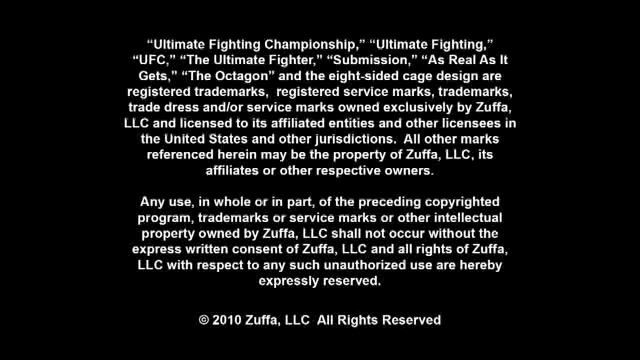 “Ultimate Fighting Championship,” “Ultimate Fighting,”
“UFC,” “The Ultimate Fighter,” “Submission,” “As Real As It
Gets,” “The Octagon” and the eight-sided cage design are
registered trademarks,  registered service marks, trademarks,
trade dress and/or service marks owned exclusively by Zuffa,
LLC and licensed to its affiliated entities and other licensees in
the United States and other jurisdictions.  All other marks
referenced herein may be the property of Zuffa, LLC, its
affiliates or other respective owners.

Any use, in whole or in part, of the preceding copyrighted
program, trademarks or service marks or other intellectual
property owned by Zuffa, LLC shall not occur without the
express written consent of Zuffa, LLC and all rights of Zuffa,
LLC with respect to any such unauthorized use are hereby
expressly reserved.

© 2010 Zuffa, LLC  All Rights Reserved